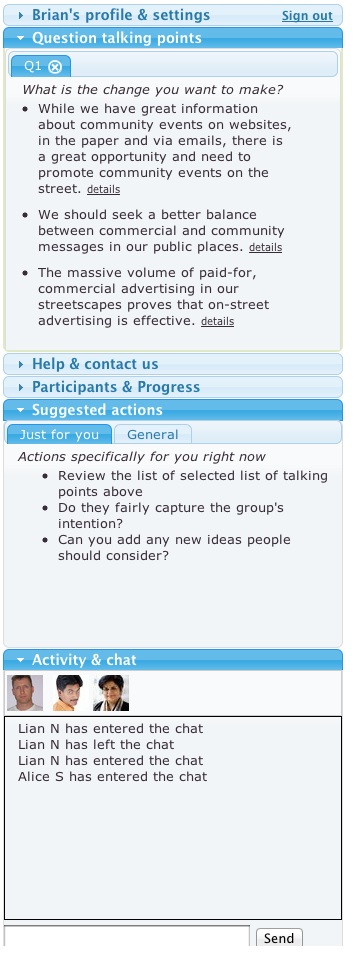 Brian's profile & settings Sign out
Question talking points
Q1
What is the change you want to make?
• While we have great information
about community events on websites,
in the paper and via emails, there is
a great opportunity and need to
promote community events on the
street. details
• We should seek a better balance
between commercial and community
messages in our public places. details
• The massive volume of paid-for,
commercial advertising in our
streetscapes proves that on-street
advertising is effective. details
Help & contact us
Participants & Progress
Suggested actions
Just for you General
Actions specifically for you right now
• Review the list of selected list of talking
points above
• Do they fairly capture the group's
intention?
• Can you add any new ideas people
should consider?
Activity & chat
Lian N has entered the chat
Lian N has left the chat
Lian N has entered the chat
Alice S has entered the chat
Send